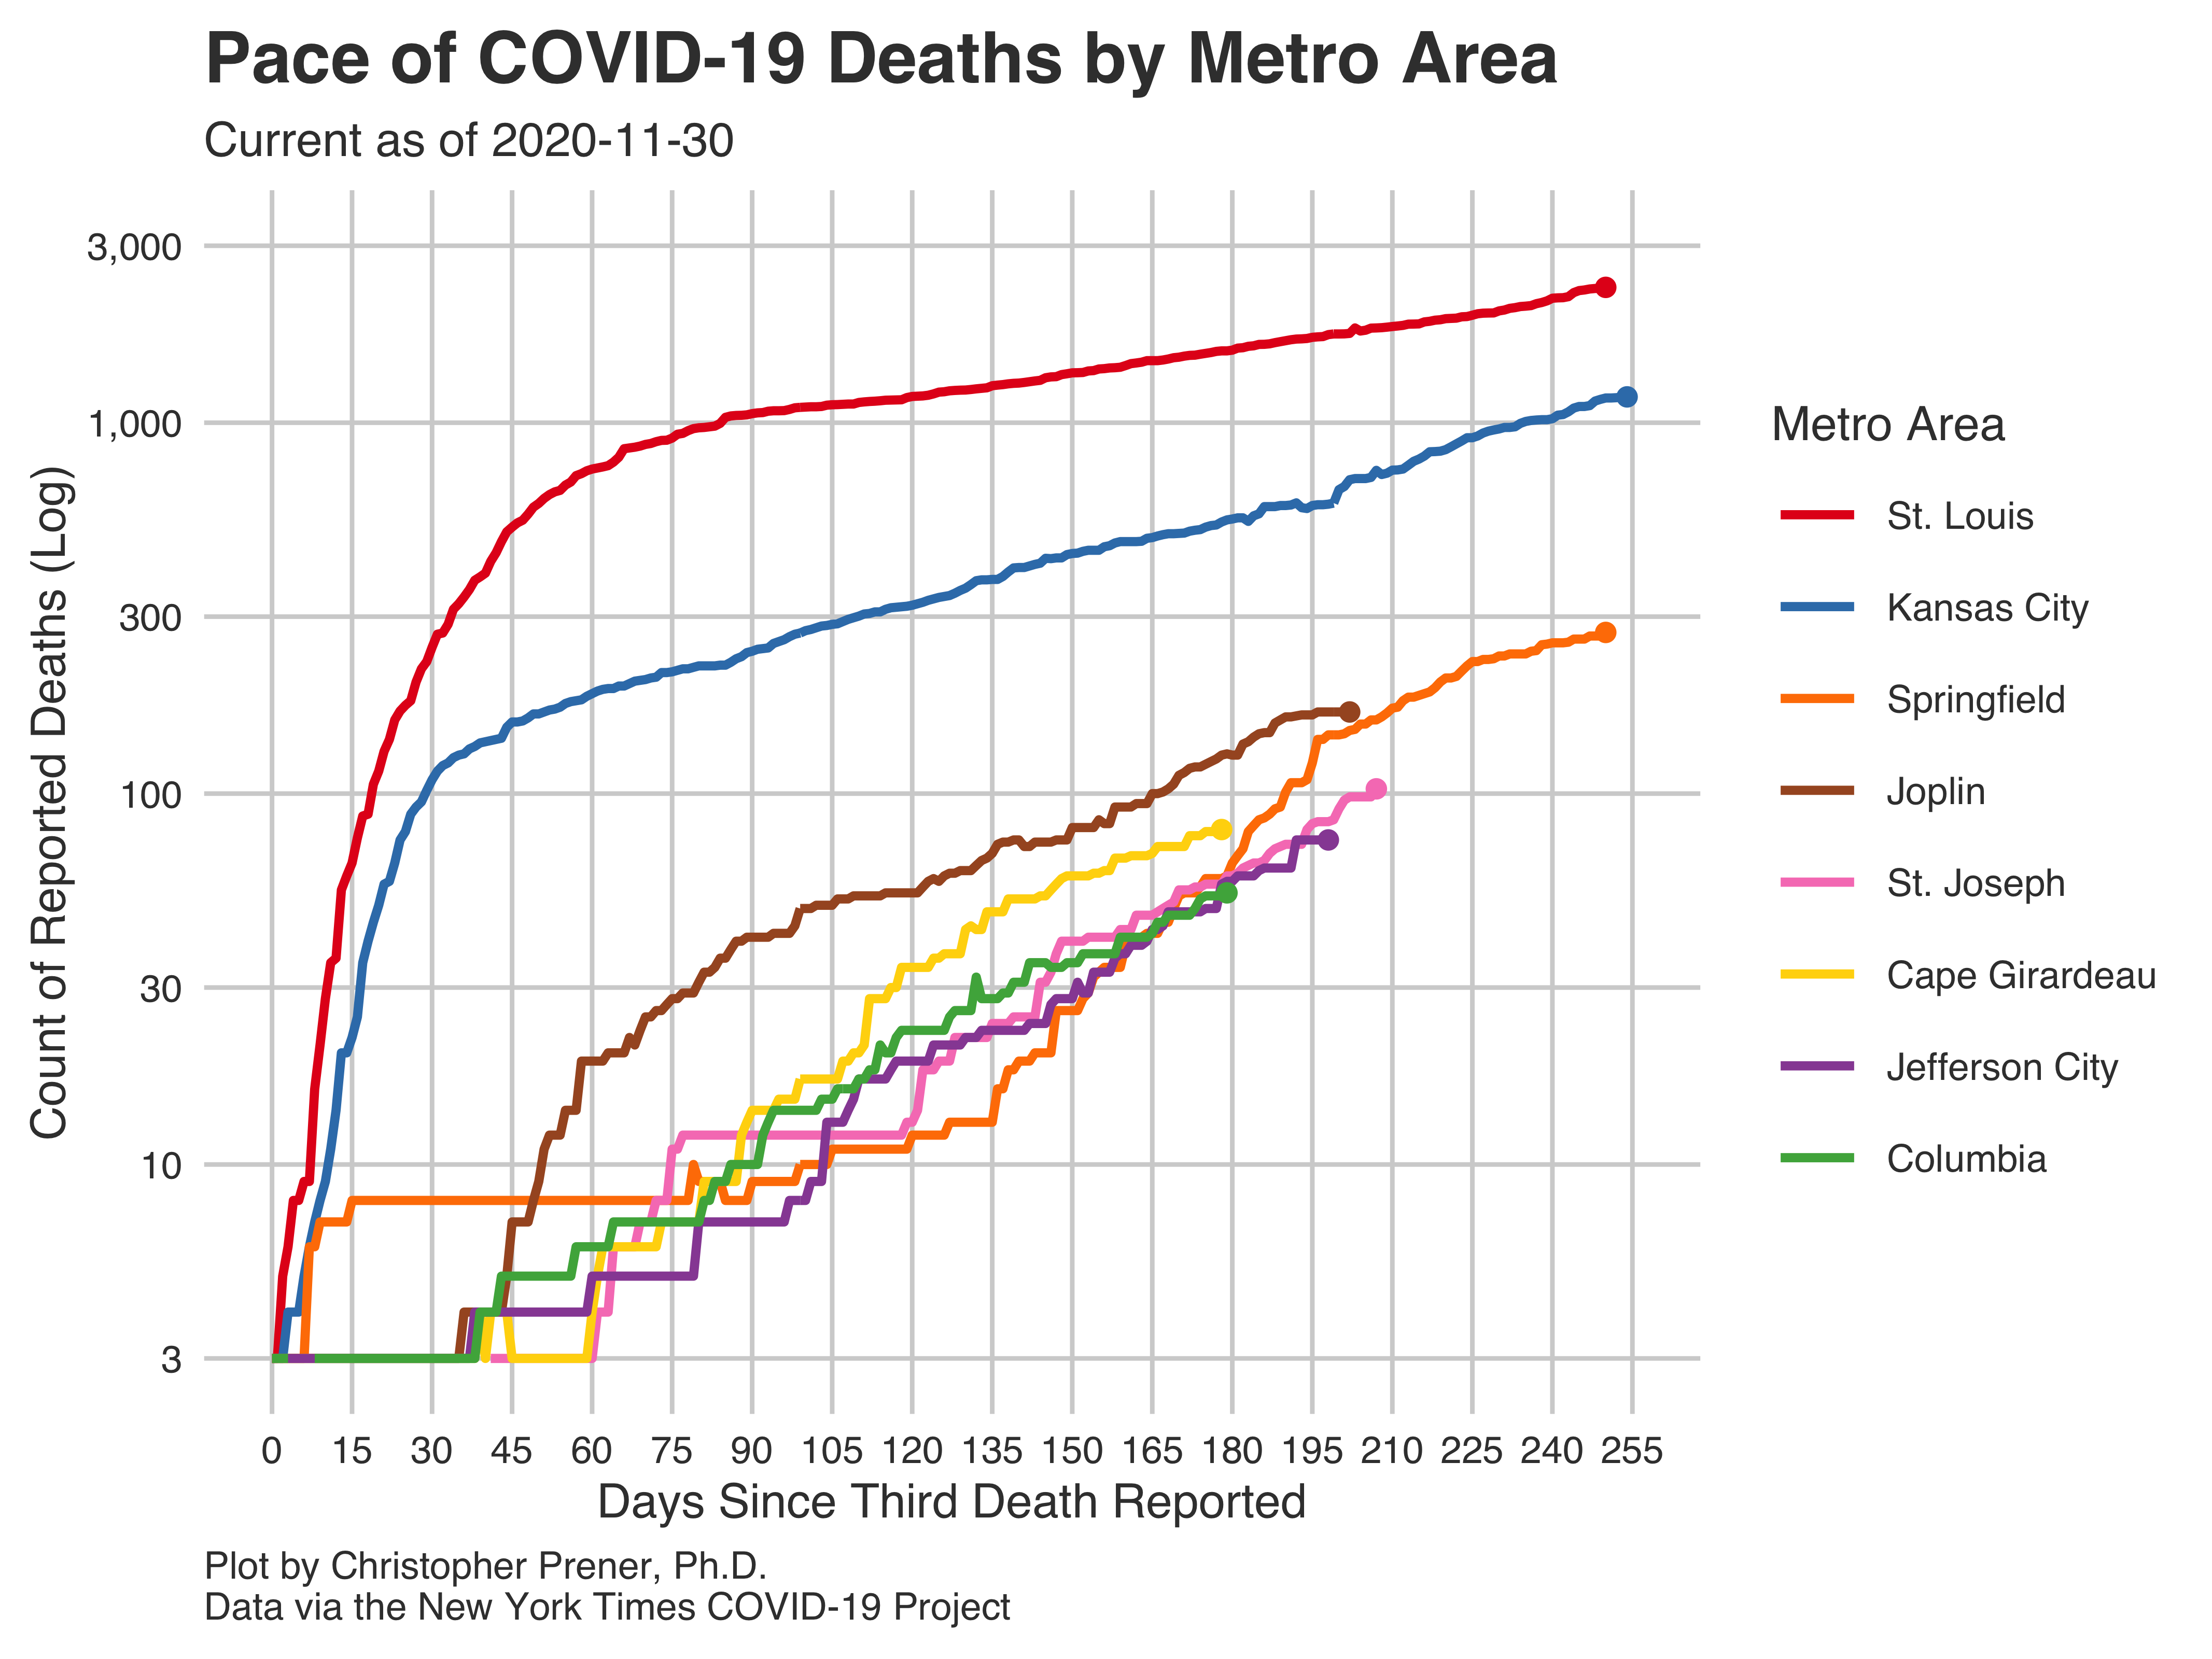 Pace of COVID-19 Deaths by Metro Area
Current as of 2020-11-30
Count of Reported Deaths (Log)
3,000
1,000
300
100
30
10
3
0 15 30 45 60 75 90 105 120 135 150 165 180 195 210 225 240 255
Days Since Third Death Reported
Metro Area
St. Louis
Kansas City
Springfield
Joplin
St. Joseph
Cape Girardeau
Jefferson City
Columbia
Plot by Christopher Prener, Ph.D.
Data via the New York Times COVID-19 Project